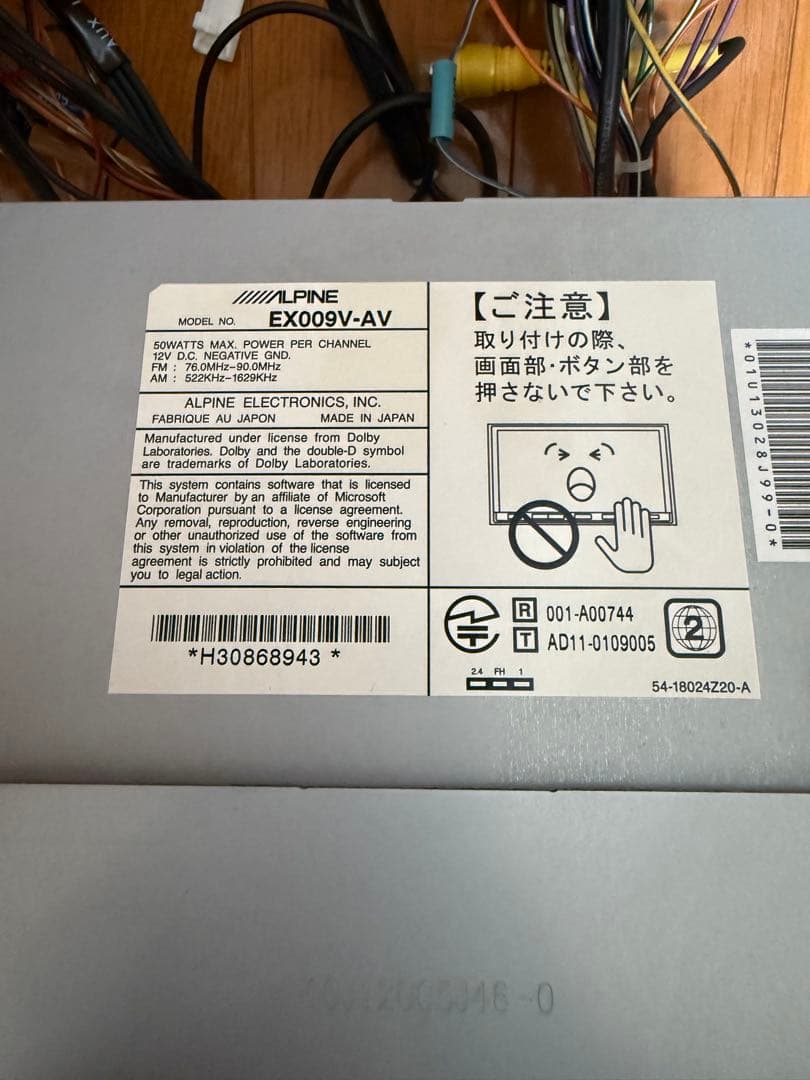 AUX
ALPINE
MODEL NO. EX009V-AV
50WATTS MAX. POWER PER CHANNEL
12V D.C. NEGATIVE GND.
FM : 76.0MHz-90.0MHz
AM : 522KHz-1629KHz
ALPINE ELECTRONICS, INC.
FABRIQUE AU JAPON MADE IN JAPAN
Manufactured under license from Dolby
Laboratories. Dolby and the double-D symbol
are trademarks of Dolby Laboratories.
This system contains software that is licensed
to Manufacturer by an affiliate of Microsoft
Corporation pursuant to a license agreement.
Any removal, reproduction, reverse engineering
or other unauthorized use of the software from
this system in violation of the license
agreement is strictly prohibited and may subject
you to legal action.
*H30868943 *
【ご注意】
取り付けの際、
画面部・ボタン部を
押さないで下さい。
R 001-A00744
T AD11-0109005
2
2.4 FH 1
54-18024Z20-A
*01U13028J99-0*